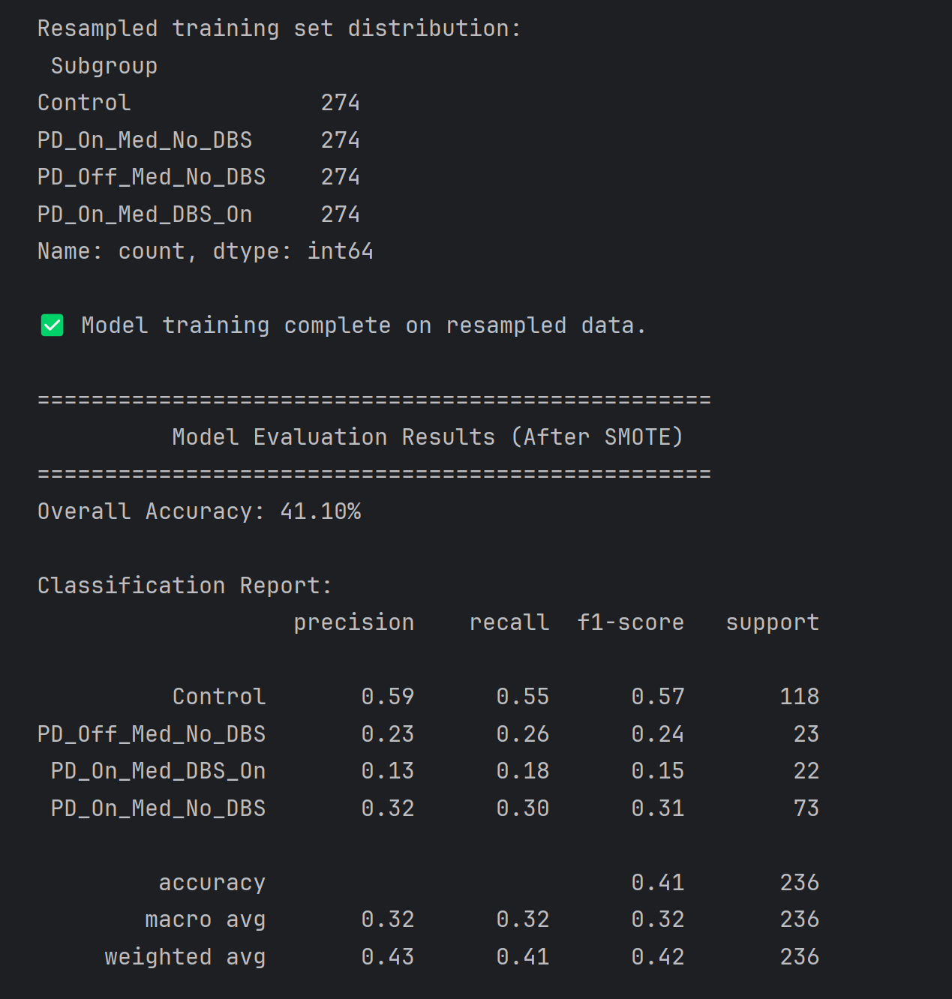 Resampled training set distribution:
Subgroup
Control 274
PD_On_Med_No_DBS 274
PD_Off_Med_No_DBS 274
PD_On_Med_DBS_On 274
Name: count, dtype: int64
✅ Model training complete on resampled data.
==================================================
Model Evaluation Results (After SMOTE)
==================================================
Overall Accuracy: 41.10%
Classification Report:
precision recall f1-score support
Control 0.59 0.55 0.57 118
PD_Off_Med_No_DBS 0.23 0.26 0.24 23
PD_On_Med_DBS_On 0.13 0.18 0.15 22
PD_On_Med_No_DBS 0.32 0.30 0.31 73
accuracy 0.41 236
macro avg 0.32 0.32 0.32 236
weighted avg 0.43 0.41 0.42 236